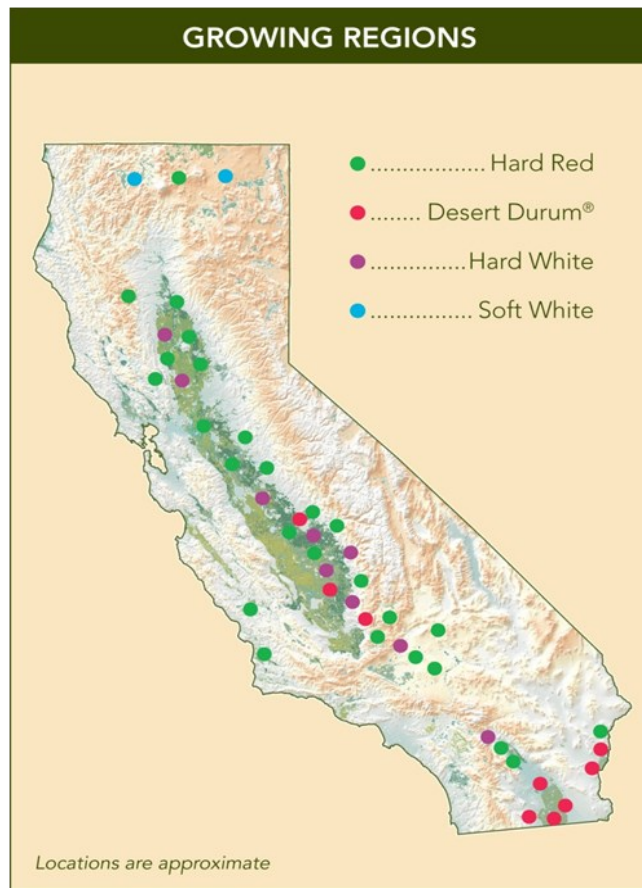 GROWING REGIONS
.................. Hard Red
........ Desert Durum®
................Hard White
................. Soft White
Locations are approximate